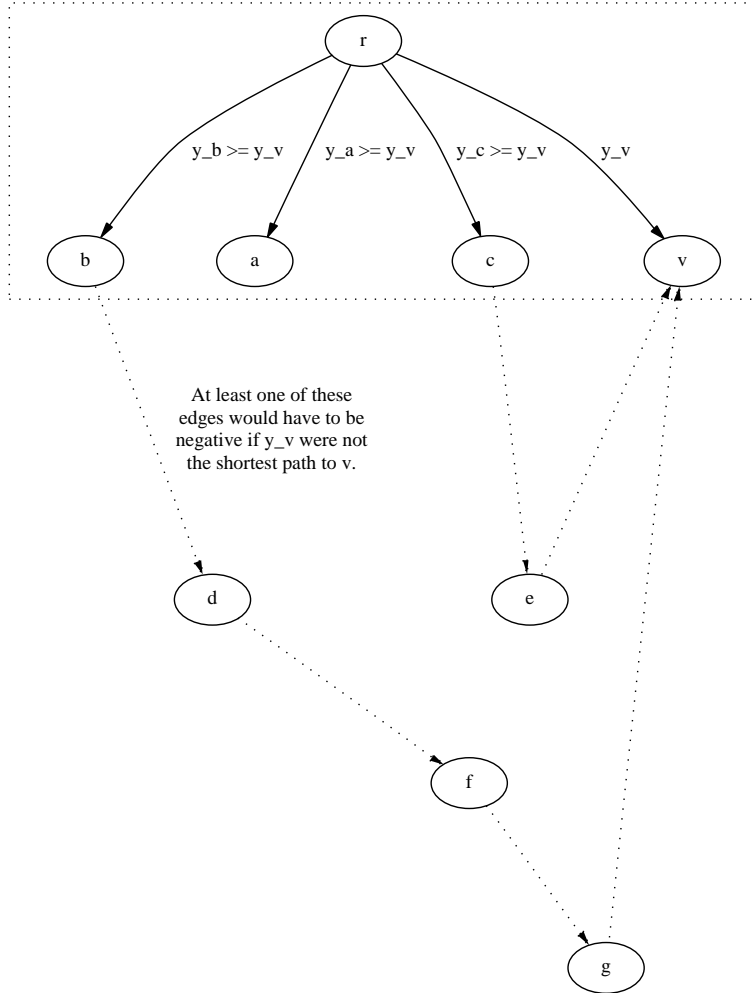 r
y_b >= y_v
y_a >= y_v
y_c >= y_v
y_v
b
a
c
v
At least one of these
edges would have to be
negative if y_v were not
the shortest path to v.
d
e
f
g